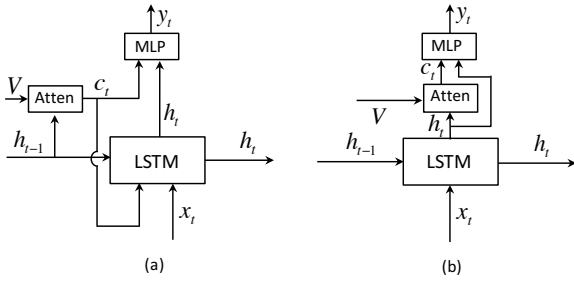 y_t
MLP
V
Atten
c_t
h_t
h_{t-1}
LSTM
h_t
x_t
(a)
y_t
MLP
c_t
Atten
V
h_t
h_{t-1}
LSTM
h_t
x_t
(b)